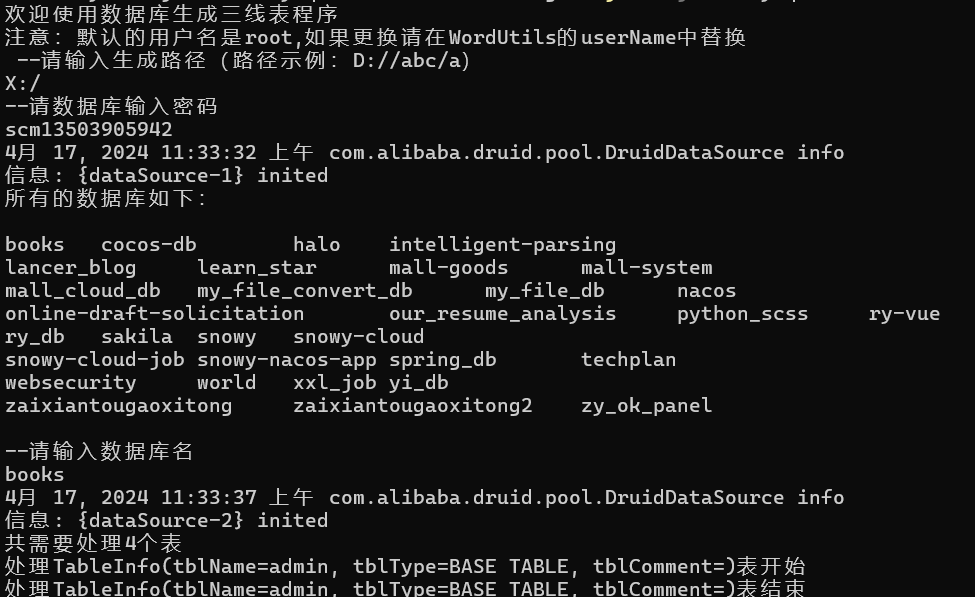 欢迎使用数据库生成三线表程序
注意：默认的用户名是root,如果更换请在WordUtils的userName中替换
--请输入生成路径（路径示例：D://abc/a）
X:/
--请数据库输入密码
scm13503905942
4月 17, 2024 11:33:32 上午 com.alibaba.druid.pool.DruidDataSource info
信息: {dataSource-1} inited
所有的数据库如下：
books cocos-db halo intelligent-parsing
lancer_blog learn_star mall-goods mall-system
mall_cloud_db my_file_convert_db my_file_db nacos
online-draft-solicitation our_resume_analysis python_scss ry-vue
ry_db sakila snowy snowy-cloud
snowy-cloud-job snowy-nacos-app spring_db techplan
websecurity world xxl_job yi_db
zaixiantougaoxitong zaixiantougaoxitong2 zy_ok_panel
--请输入数据库名
books
4月 17, 2024 11:33:37 上午 com.alibaba.druid.pool.DruidDataSource info
信息: {dataSource-2} inited
共需要处理4个表
处理TableInfo(tblName=admin, tblType=BASE TABLE, tblComment=)表开始
处理TableInfo(tblName=admin, tblType=BASE TABLE, tblComment=)表结束